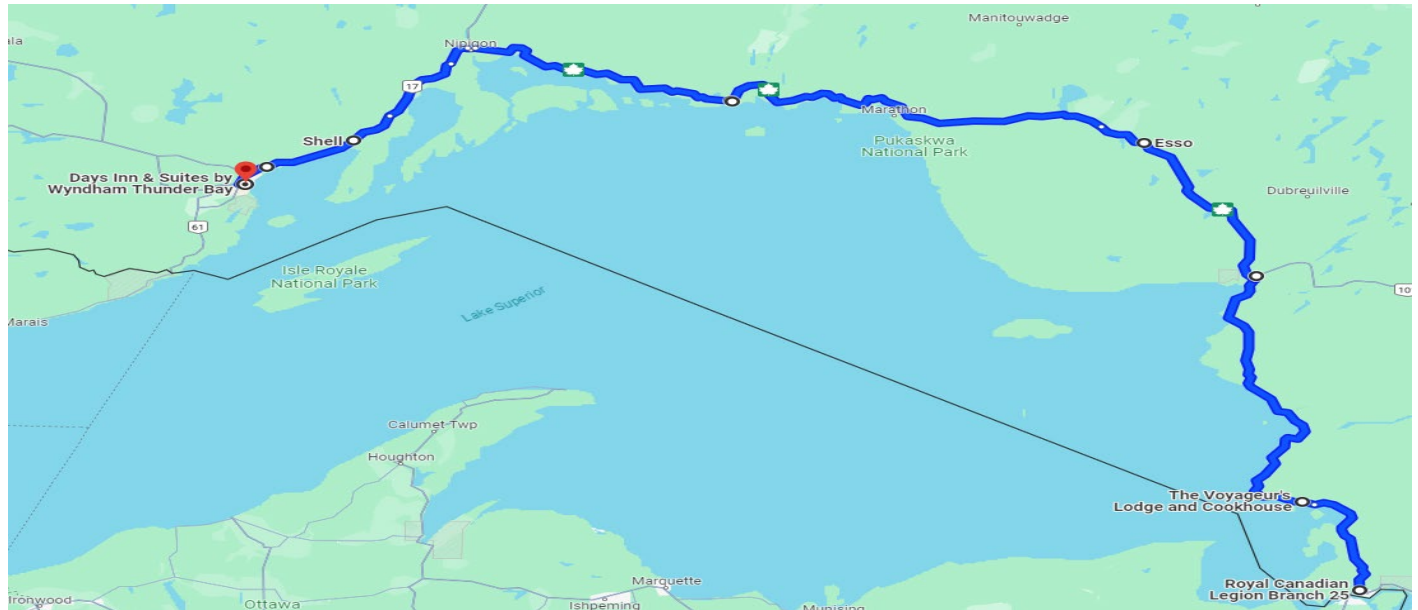 Manitouwadge
ala
Nipigon
17
Marathon
Shell
Pukaskwa
National Park
Esso
Days Inn & Suites by
Wyndham Thunder Bay
Dubreuilville
61
Isle Royale
National Park
Lake Superior
101
Marais
Calumet Twp
Houghton
The Voyageur's
Lodge and Cookhouse
Marquette
Royal Canadian
Legion Branch 25
Ironwood
Ottawa
Ishpeming
Munising